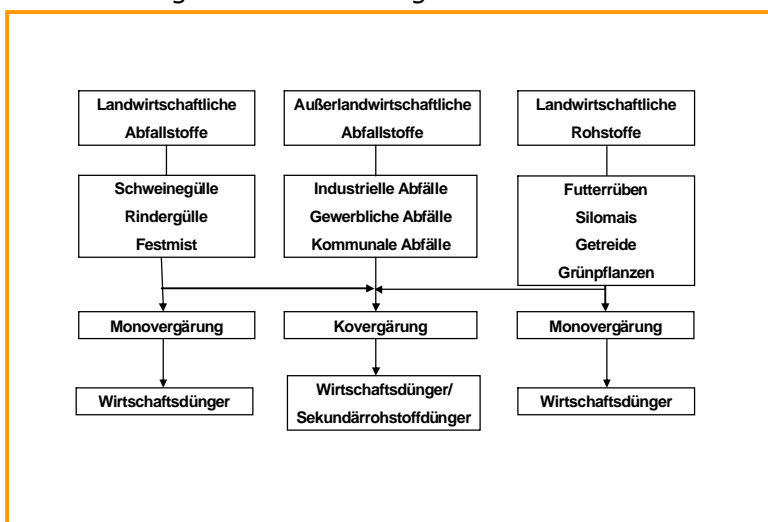 Landwirtschaftliche
Abfallstoffe
Außerlandwirtschaftliche
Abfallstoffe
Landwirtschaftliche
Rohstoffe
Schweinegülle
Rindergülle
Festmist
Industrielle Abfälle
Gewerbliche Abfälle
Kommunale Abfälle
Futterrüben
Silomais
Getreide
Grünpflanzen
Monovergärung
Kovergärung
Monovergärung
Wirtschaftsdünger
Wirtschaftsdünger/
Sekundärrohstoffdünger
Wirtschaftsdünger